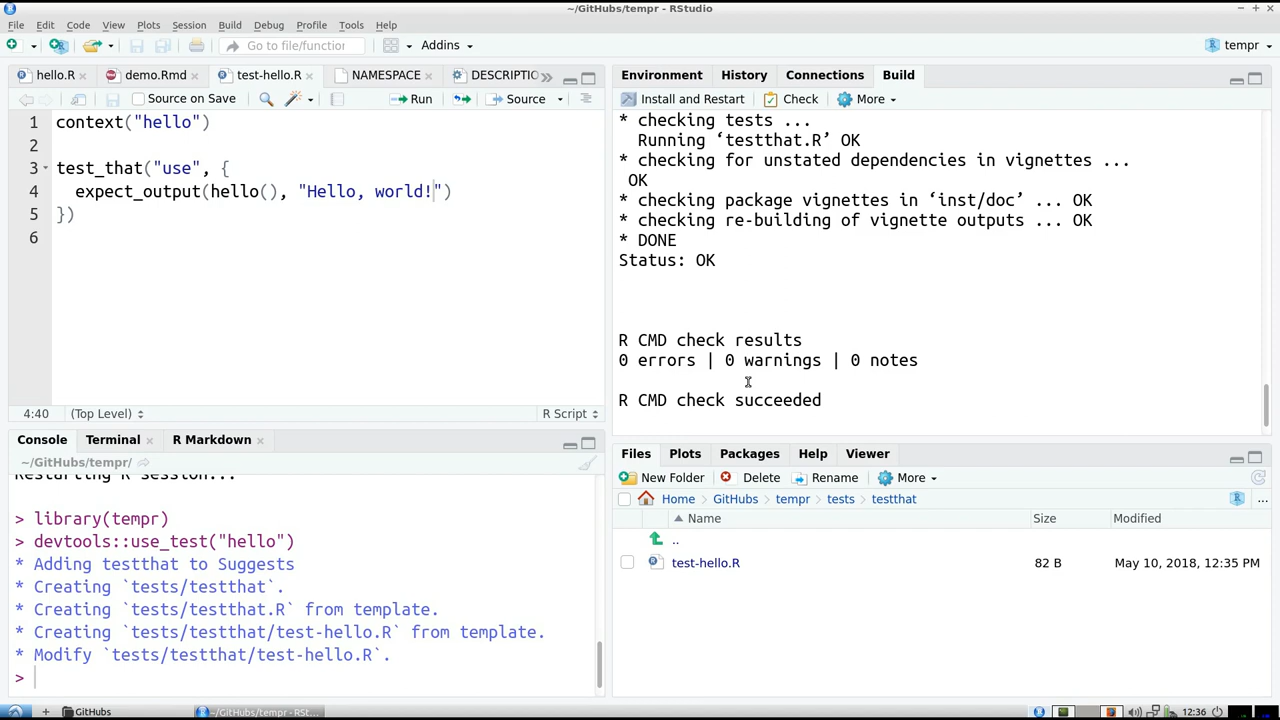 ~/GitHubs/tempr - RStudio
File Edit Code View Plots Session Build Debug Profile Tools Help
Go to file/function Addins tempr
hello.R demo.Rmd test-hello.R NAMESPACE DESCRIPTIO
Source on Save Run Source
1 context("hello")
2
3 test_that("use", {
4 expect_output(hello(), "Hello, world!")
5 })
6
4:40 (Top Level) R Script
Console Terminal R Markdown
~/GitHubs/tempr/
Restarting R session...
> library(tempr)
> devtools::use_test("hello")
* Adding testthat to Suggests
* Creating `tests/testthat`.
* Creating `tests/testthat.R` from template.
* Creating `tests/testthat/test-hello.R` from template.
* Modify `tests/testthat/test-hello.R`.
>
Environment History Connections Build
Install and Restart Check More
* checking tests ...
Running ‘testthat.R’ OK
* checking for unstated dependencies in vignettes ...
OK
* checking package vignettes in ‘inst/doc’ ... OK
* checking re-building of vignette outputs ... OK
* DONE
Status: OK
R CMD check results
0 errors | 0 warnings | 0 notes
R CMD check succeeded
Files Plots Packages Help Viewer
New Folder Delete Rename More
Home GitHubs tempr tests testthat ...
Name Size Modified
..
test-hello.R 82 B May 10, 2018, 12:35 PM
GitHubs ~/GitHubs/tempr - RSt... 12:36